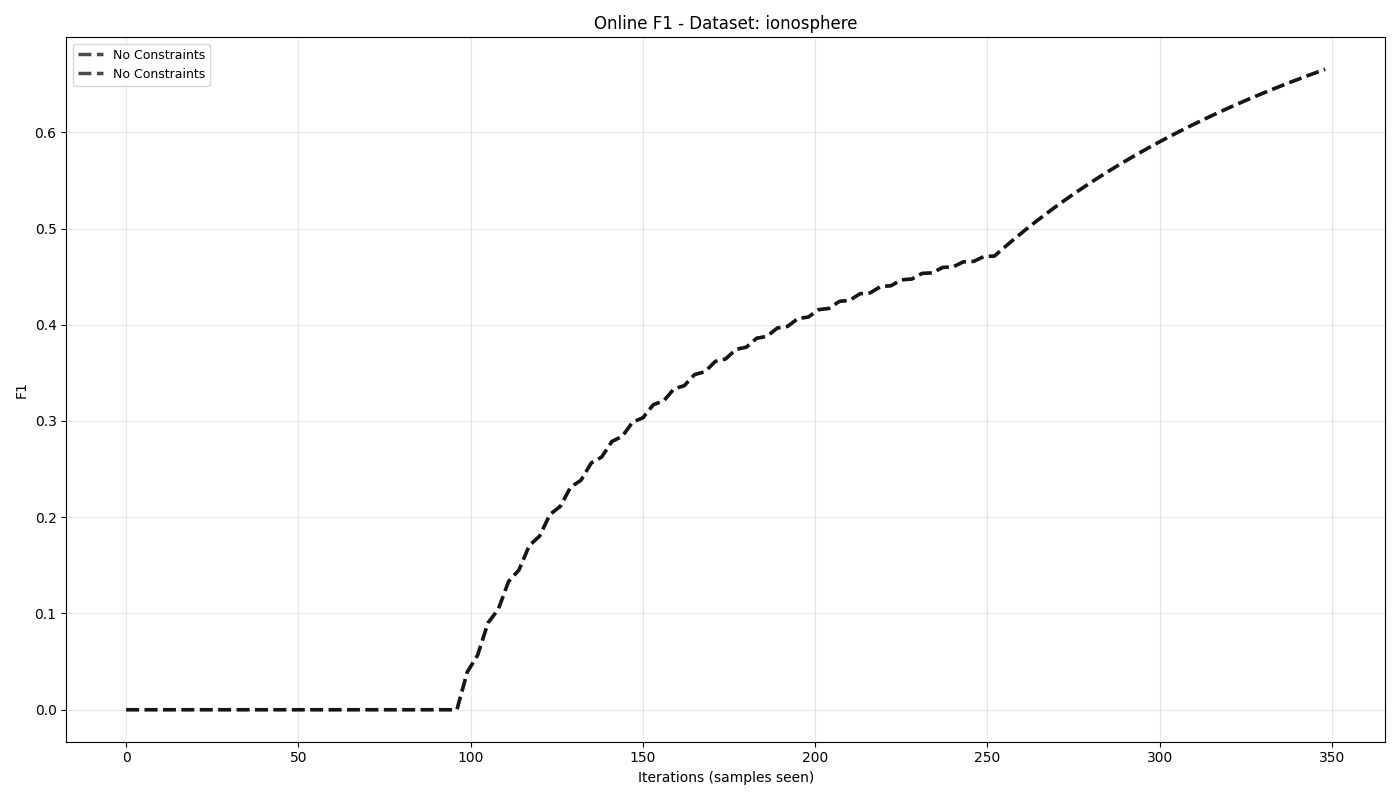 Online F1 - Dataset: ionosphere
No Constraints
No Constraints
F1
0.6
0.5
0.4
0.3
0.2
0.1
0.0
0 50 100 150 200 250 300 350
Iterations (samples seen)